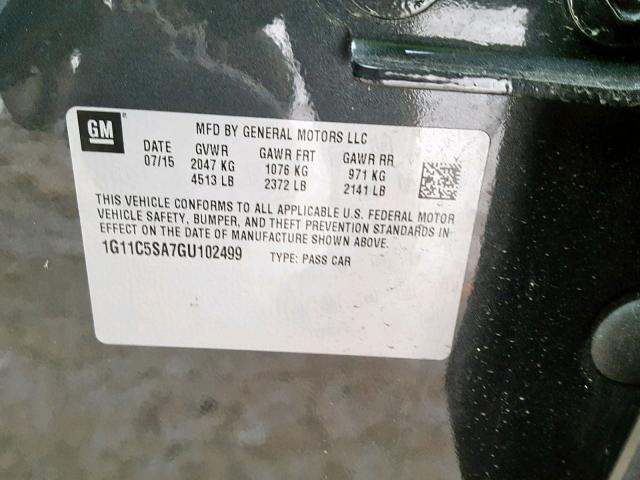 GM
MFD BY GENERAL MOTORS LLC
DATE GVWR GAWR FRT GAWR RR
07/15 2047 KG 1076 KG 971 KG
4513 LB 2372 LB 2141 LB
THIS VEHICLE CONFORMS TO ALL APPLICABLE U.S. FEDERAL MOTOR
VEHICLE SAFETY, BUMPER, AND THEFT PREVENTION STANDARDS IN
EFFECT ON THE DATE OF MANUFACTURE SHOWN ABOVE.
1G11C5SA7GU102499 TYPE: PASS CAR